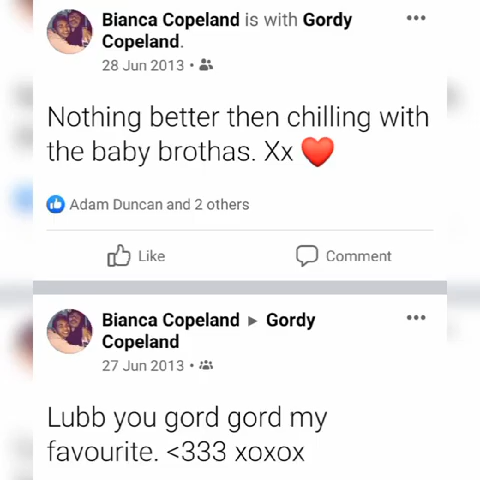 Bianca Copeland is with Gordy
Copeland.
28 Jun 2013 •
Nothing better then chilling with
the baby brothas. Xx ❤️
Adam Duncan and 2 others
Like Comment
Bianca Copeland ▸ Gordy
Copeland
27 Jun 2013 •
Lubb you gord gord my
favourite. <333 xoxox